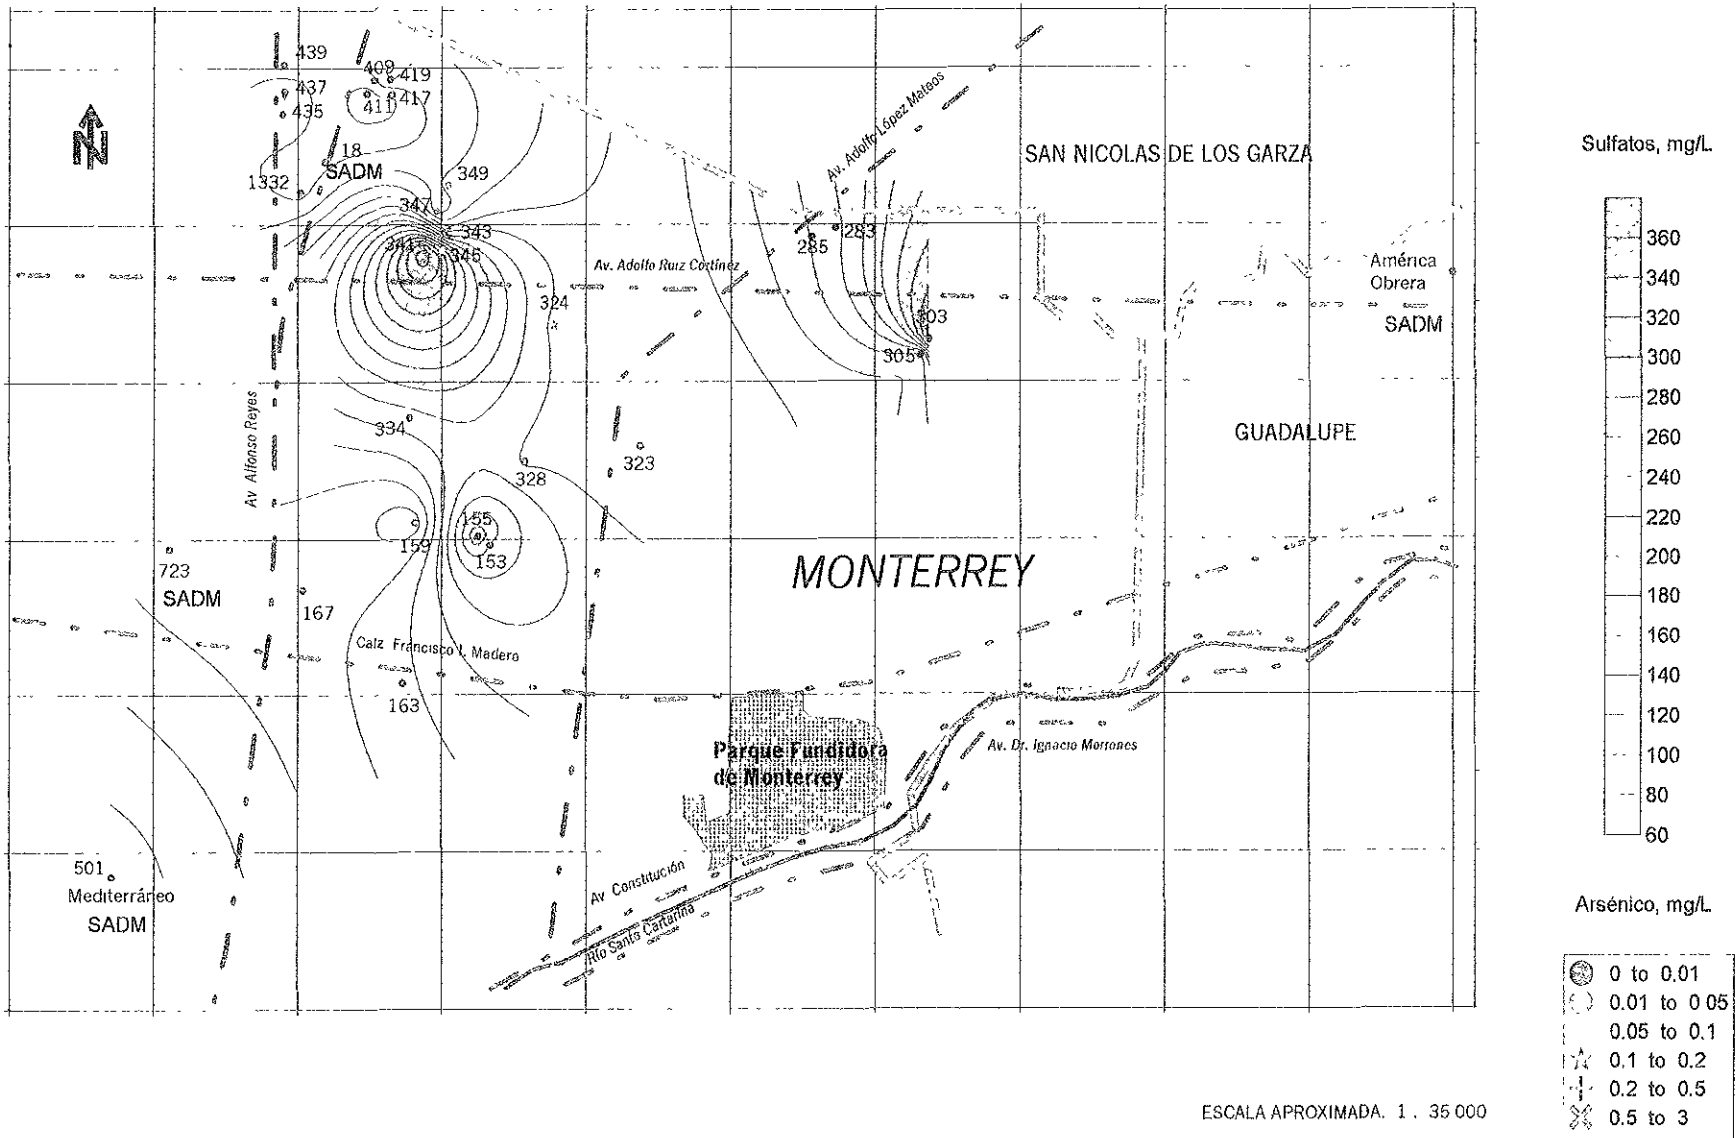 439
409
419
437
411
417
435
N
18
SADM
1332
349
347
343
341
345
324
334
328
323
155
159
153
723
SADM
167
163
501
Mediterráneo
SADM
Av Alfonso Reyes
Calz Francisco I. Madero
Av. Adolfo Ruiz Cortínez
Av. Adolfo López Mateos
285
283
303
305
SAN NICOLAS DE LOS GARZA
América
Obrera
SADM
GUADALUPE
MONTERREY
Parque Fundidora
de Monterrey
Av. Dr. Ignacio Morrones
Av Constitución
Río Santa Cartarina
Sulfatos, mg/L
360
340
320
300
280
260
240
220
200
180
160
140
120
100
80
60
Arsénico, mg/L
0 to 0.01
0.01 to 0 05
0.05 to 0.1
0.1 to 0.2
0.2 to 0.5
0.5 to 3
ESCALA APROXIMADA. 1 . 35 000